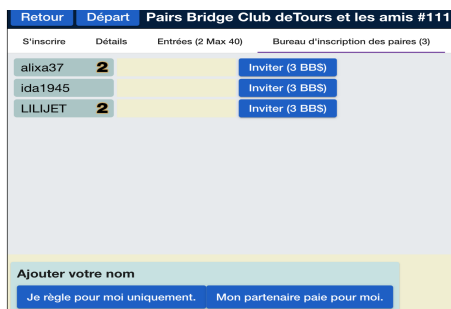 Retour Départ Pairs Bridge Club deTours et les amis #111
S'inscrire Détails Entrées (2 Max 40) Bureau d'inscription des paires (3)
alixa37 2 Inviter (3 BB$)
ida1945 Inviter (3 BB$)
LILIJET 2 Inviter (3 BB$)
Ajouter votre nom
Je règle pour moi uniquement. Mon partenaire paie pour moi.